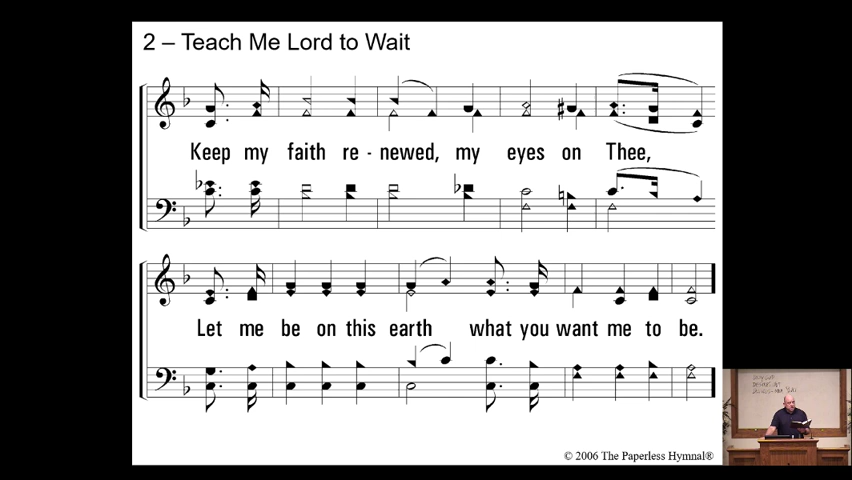 2 – Teach Me Lord to Wait
Keep my faith re - newed, my eyes on Thee,
Let me be on this earth what you want me to be.
© 2006 The Paperless Hymnal®